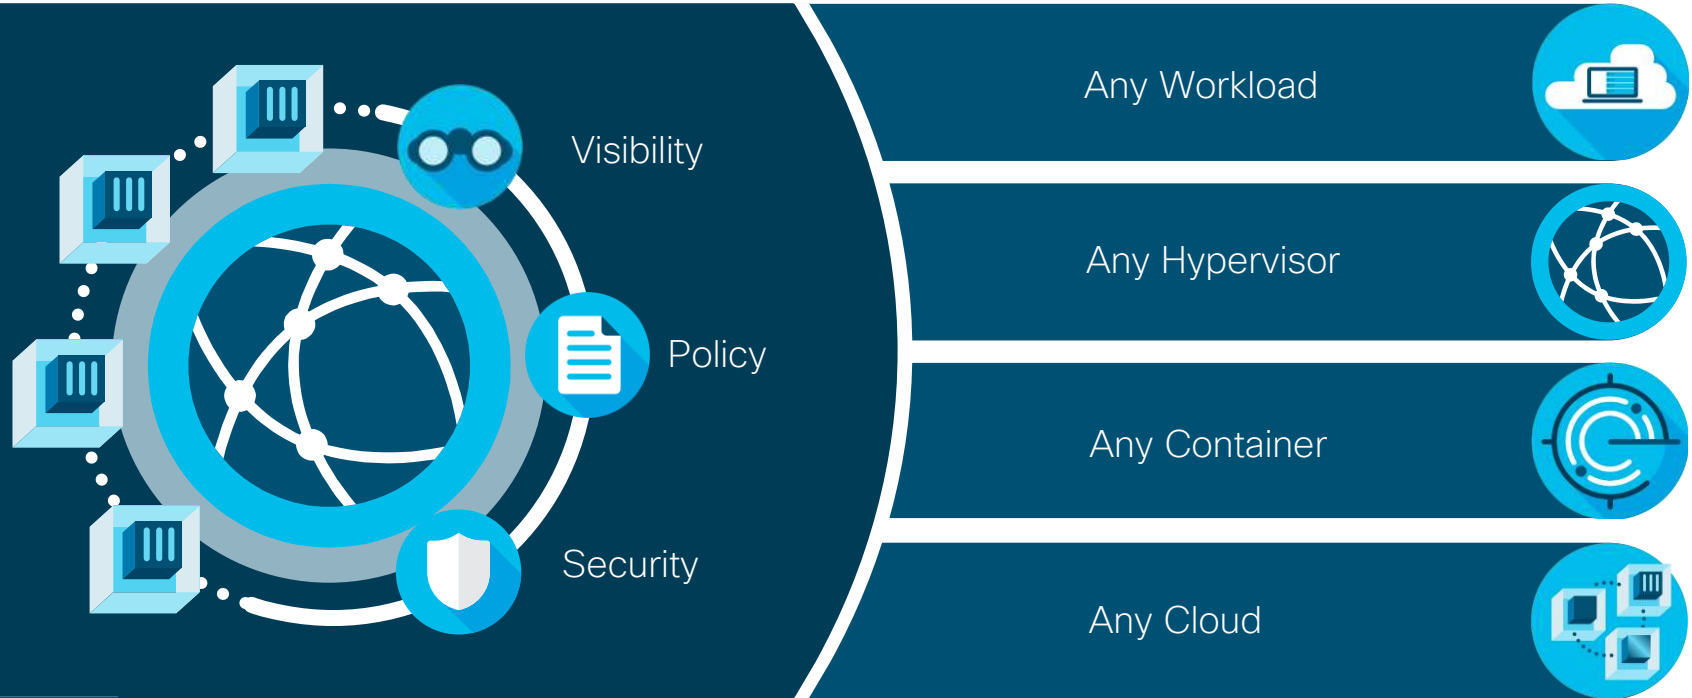 Visibility
Policy
Security
Any Workload
Any Hypervisor
Any Container
Any Cloud